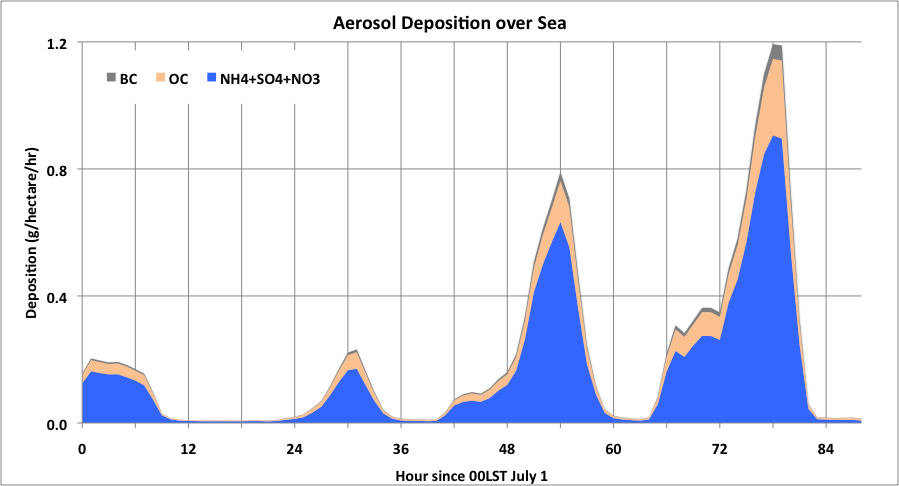 Aerosol Deposition over Sea
1.2
BC OC NH4+SO4+NO3
0.8
Deposition (g/hectare/hr)
0.4
0.0
0 12 24 36 48 60 72 84
Hour since 00LST July 1